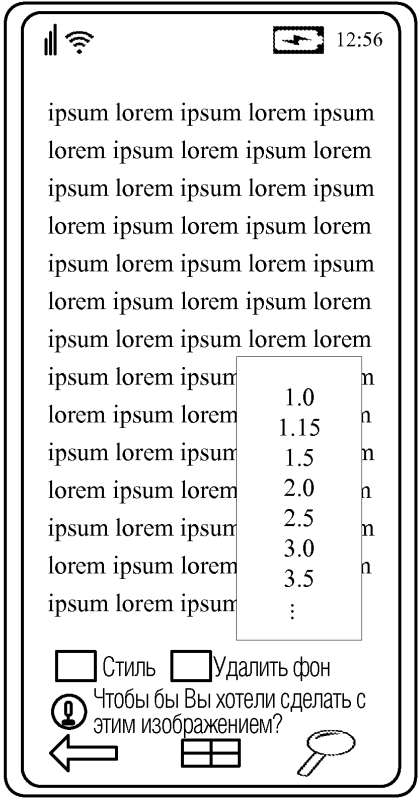 12:56
ipsum lorem ipsum lorem ipsum
lorem ipsum lorem ipsum lorem
ipsum lorem ipsum lorem ipsum
lorem ipsum lorem ipsum lorem
ipsum lorem ipsum lorem ipsum
lorem ipsum lorem ipsum lorem
ipsum lorem ipsum lorem lorem
ipsum lorem ipsum m
lorem ipsum lorem n
ipsum lorem ipsum m
lorem ipsum lorem n
ipsum lorem ipsum m
lorem ipsum lorem n
ipsum lorem ipsum
1.0
1.15
1.5
2.0
2.5
3.0
3.5
⋮
Стиль Удалить фон
Чтобы бы Вы хотели сделать с
этим изображением?